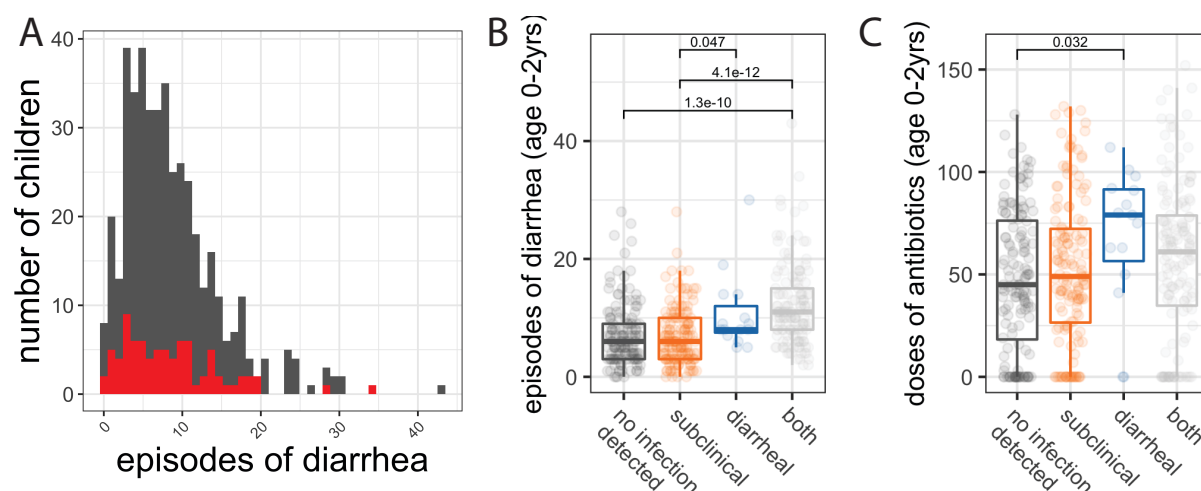 A
number of children
40
30
20
10
0
0
10
20
30
40
episodes of diarrhea
B
episodes of diarrhea (age 0-2yrs)
40
20
0
0.047
4.1e-12
1.3e-10
no infection
detected
subclinical
diarrheal
both
C
doses of antibiotics (age 0-2yrs)
150
100
50
0
0.032
no infection
detected
subclinical
diarrheal
both